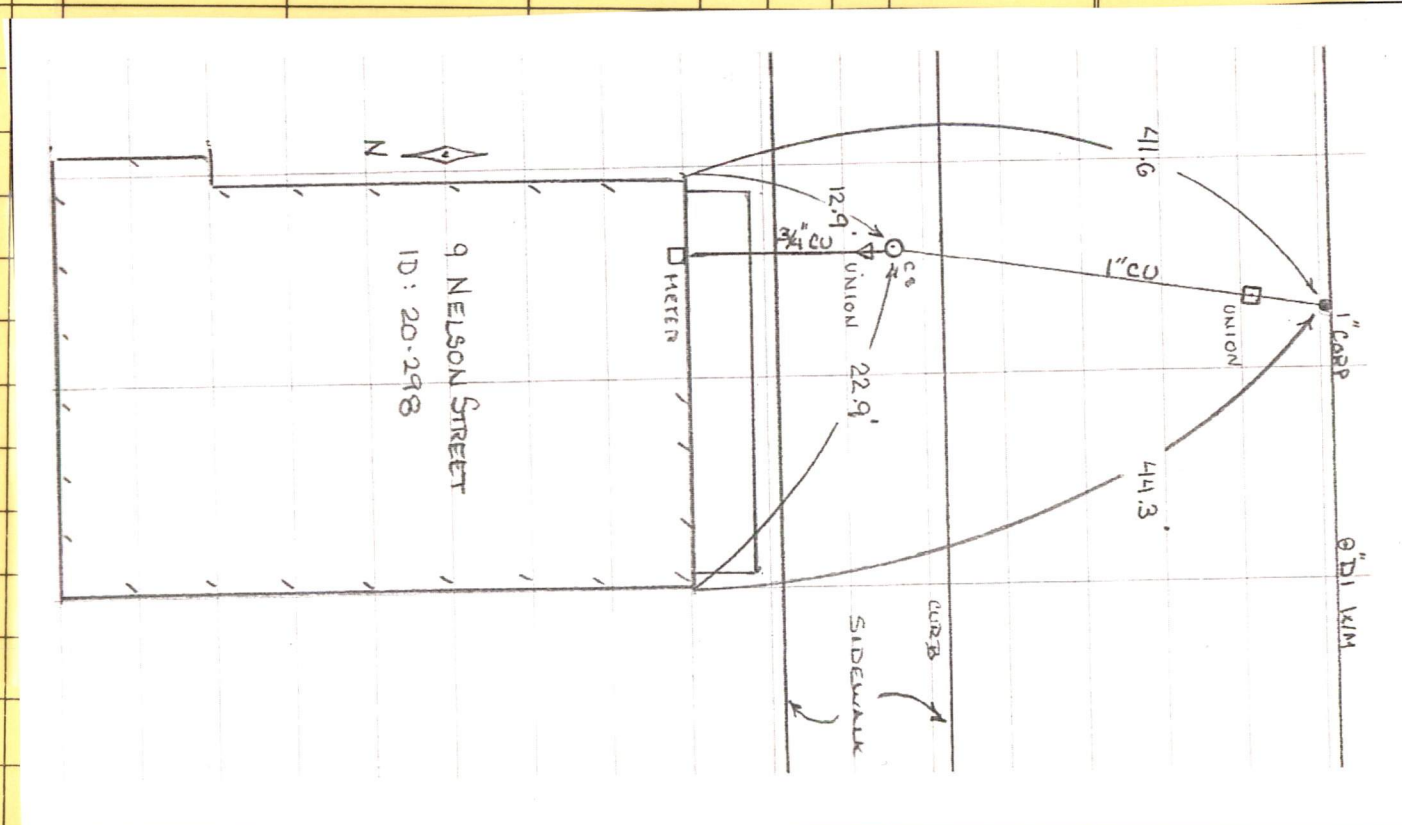 N
9 NELSON STREET
ID: 20-298
METER
3/4" CU
12.9'
UNION
CS
22.9'
1" CU
UNION
1" CORP
41.6
44.3'
8" DI WM
CURB
SIDEWALK